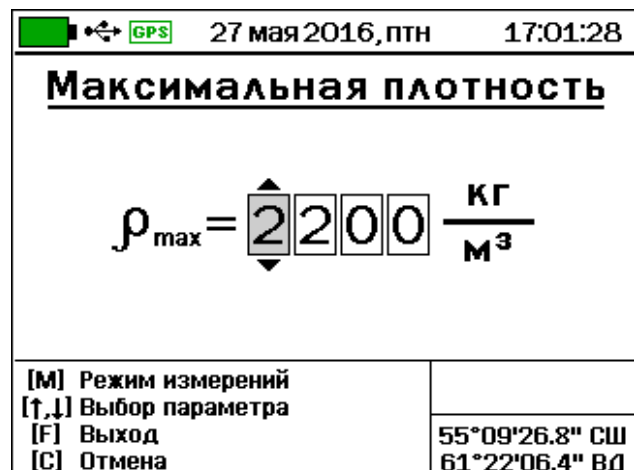 GPS 27 мая 2016, птн 17:01:28
Максимальная плотность
ρmax = 2200 кг/м³
[M] Режим измерений
[↑,↓] Выбор параметра
[F] Выход
[C] Отмена
55°09'26.8" СШ
61°22'06.4" ВД